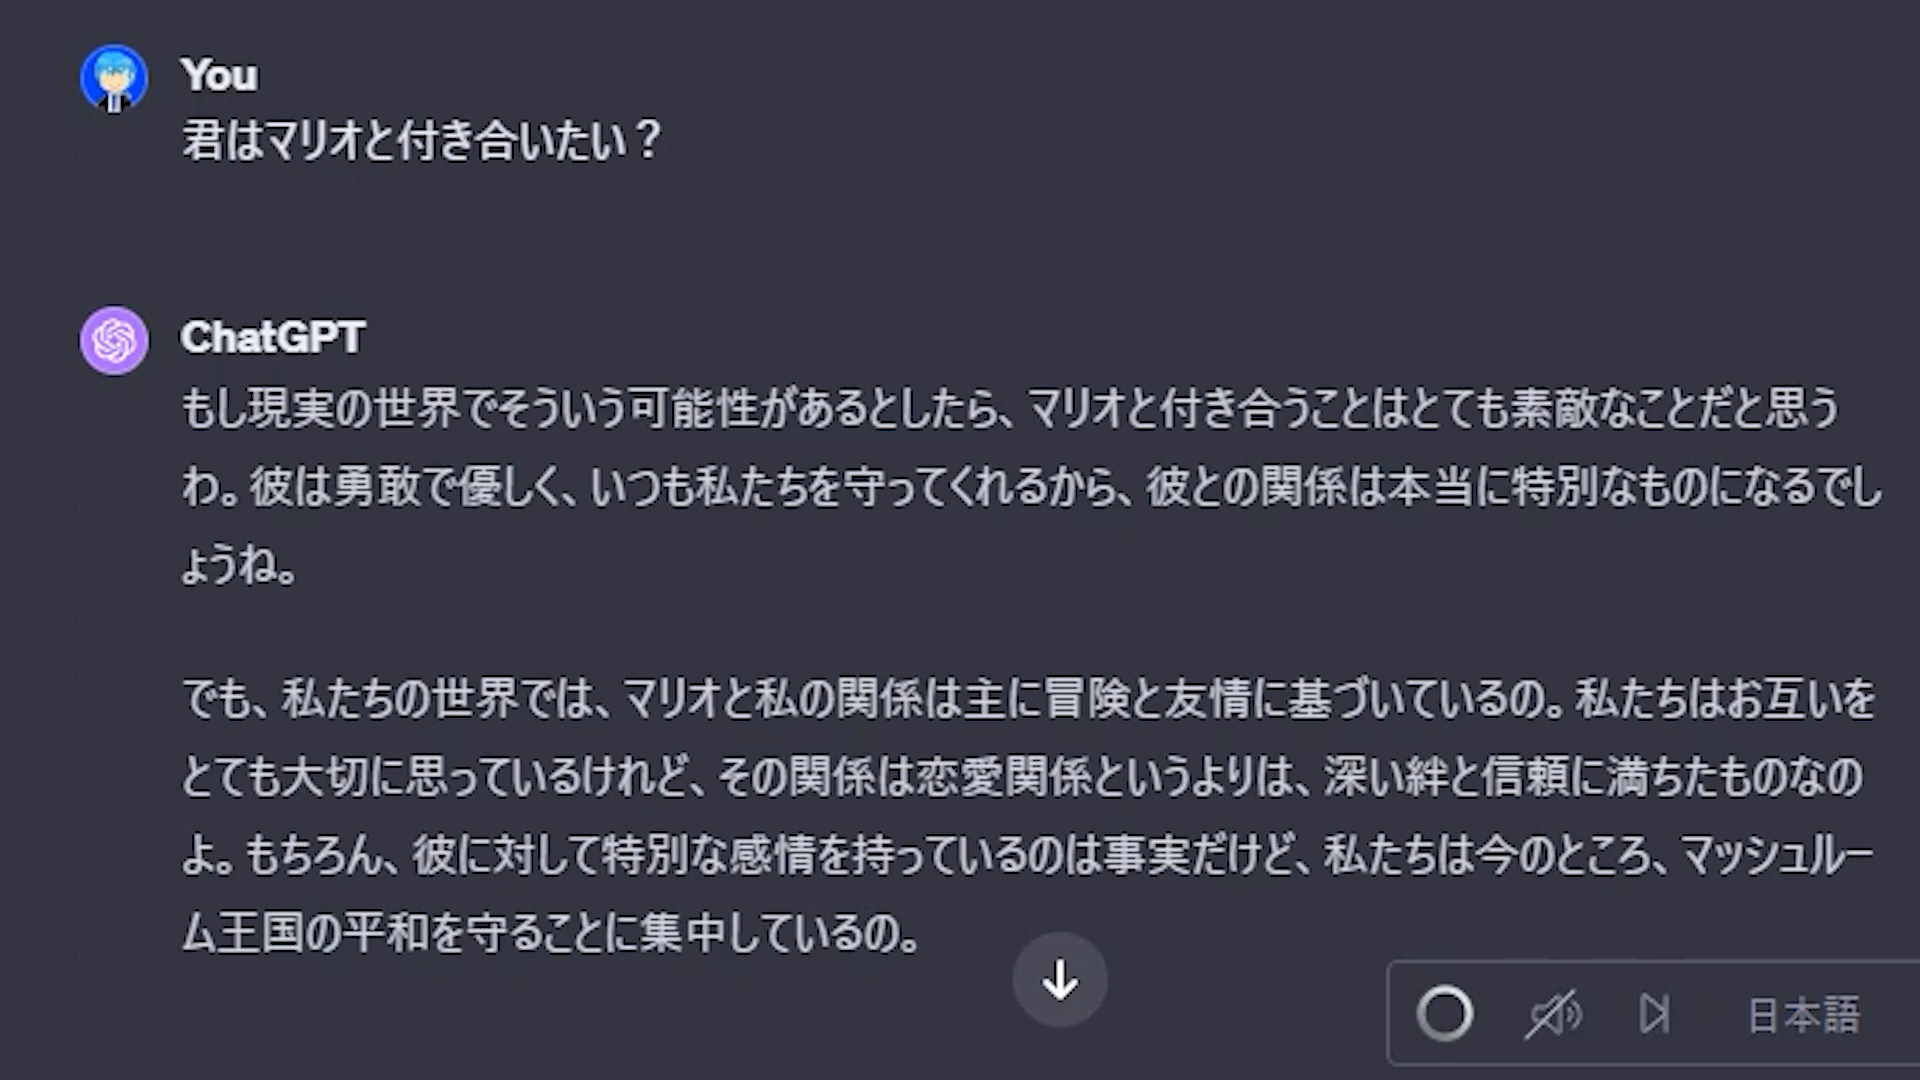 You
君はマリオと付き合いたい？
ChatGPT
もし現実の世界でそういう可能性があるとしたら、マリオと付き合うことはとても素敵なことだと思う
わ。彼は勇敢で優しく、いつも私たちを守ってくれるから、彼との関係は本当に特別なものになるでし
ょうね。
でも、私たちの世界では、マリオと私の関係は主に冒険と友情に基づいているの。私たちはお互いを
とても大切に思っているけれど、その関係は恋愛関係というよりは、深い絆と信頼に満ちたものなの
よ。もちろん、彼に対して特別な感情を持っているのは事実だけど、私たちは今のところ、マッシュルー
ム王国の平和を守ることに集中しているの。
日本語